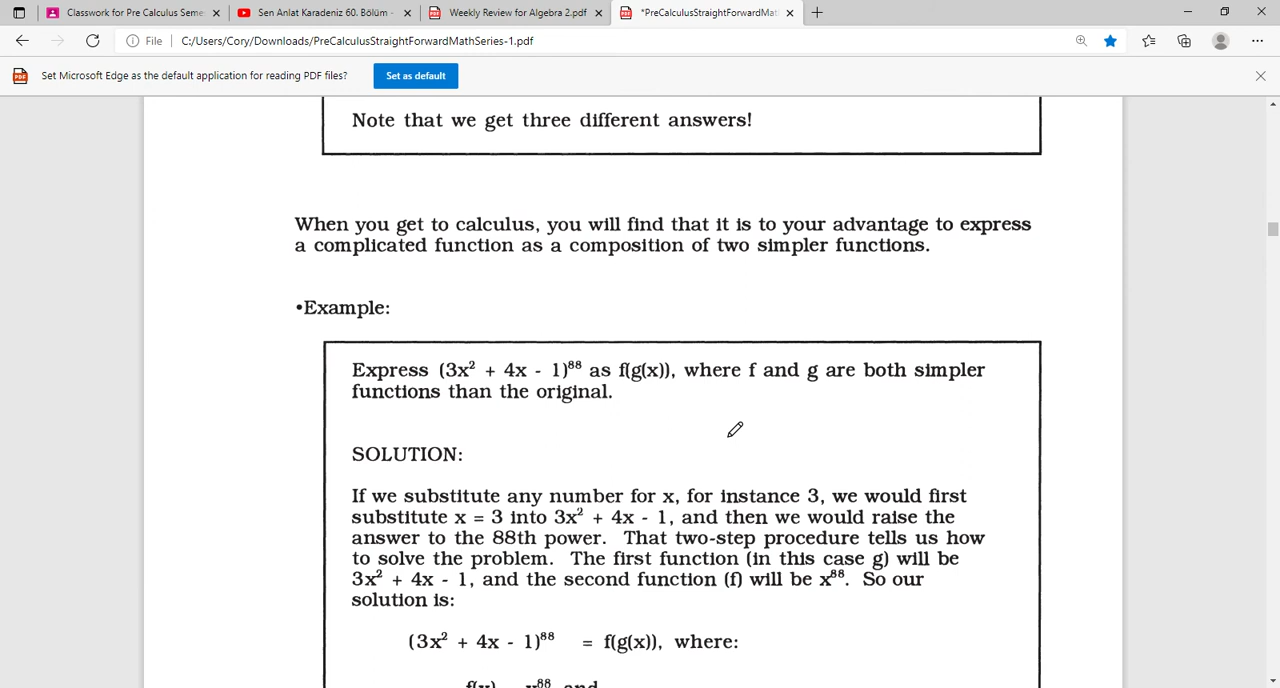 Classwork for Pre Calculus Seme
Sen Anlat Karadeniz 60. Bölüm -
Weekly Review for Algebra 2.pdf
*PreCalculusStraightForwardMat
File | C:/Users/Cory/Downloads/PreCalculusStraightForwardMathSeries-1.pdf
Set Microsoft Edge as the default application for reading PDF files? Set as default
Note that we get three different answers!
When you get to calculus, you will find that it is to your advantage to express
a complicated function as a composition of two simpler functions.
•Example:
Express (3x² + 4x - 1)⁸⁸ as f(g(x)), where f and g are both simpler
functions than the original.
SOLUTION:
If we substitute any number for x, for instance 3, we would first
substitute x = 3 into 3x² + 4x - 1, and then we would raise the
answer to the 88th power. That two-step procedure tells us how
to solve the problem. The first function (in this case g) will be
3x² + 4x - 1, and the second function (f) will be x⁸⁸. So our
solution is:
(3x² + 4x - 1)⁸⁸ = f(g(x)), where:
f(x) x⁸⁸ and